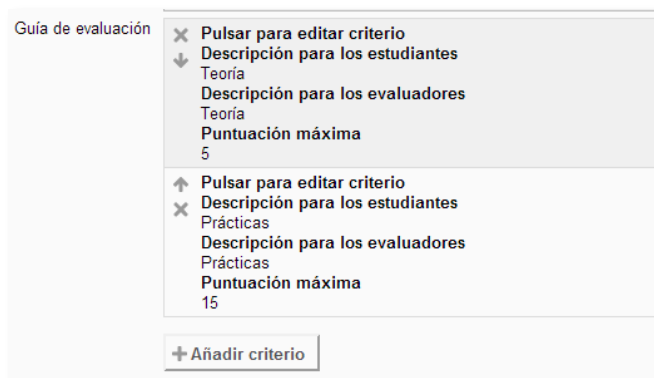 Guía de evaluación
Pulsar para editar criterio
Descripción para los estudiantes
Teoría
Descripción para los evaluadores
Teoría
Puntuación máxima
5
Pulsar para editar criterio
Descripción para los estudiantes
Prácticas
Descripción para los evaluadores
Prácticas
Puntuación máxima
15
+ Añadir criterio